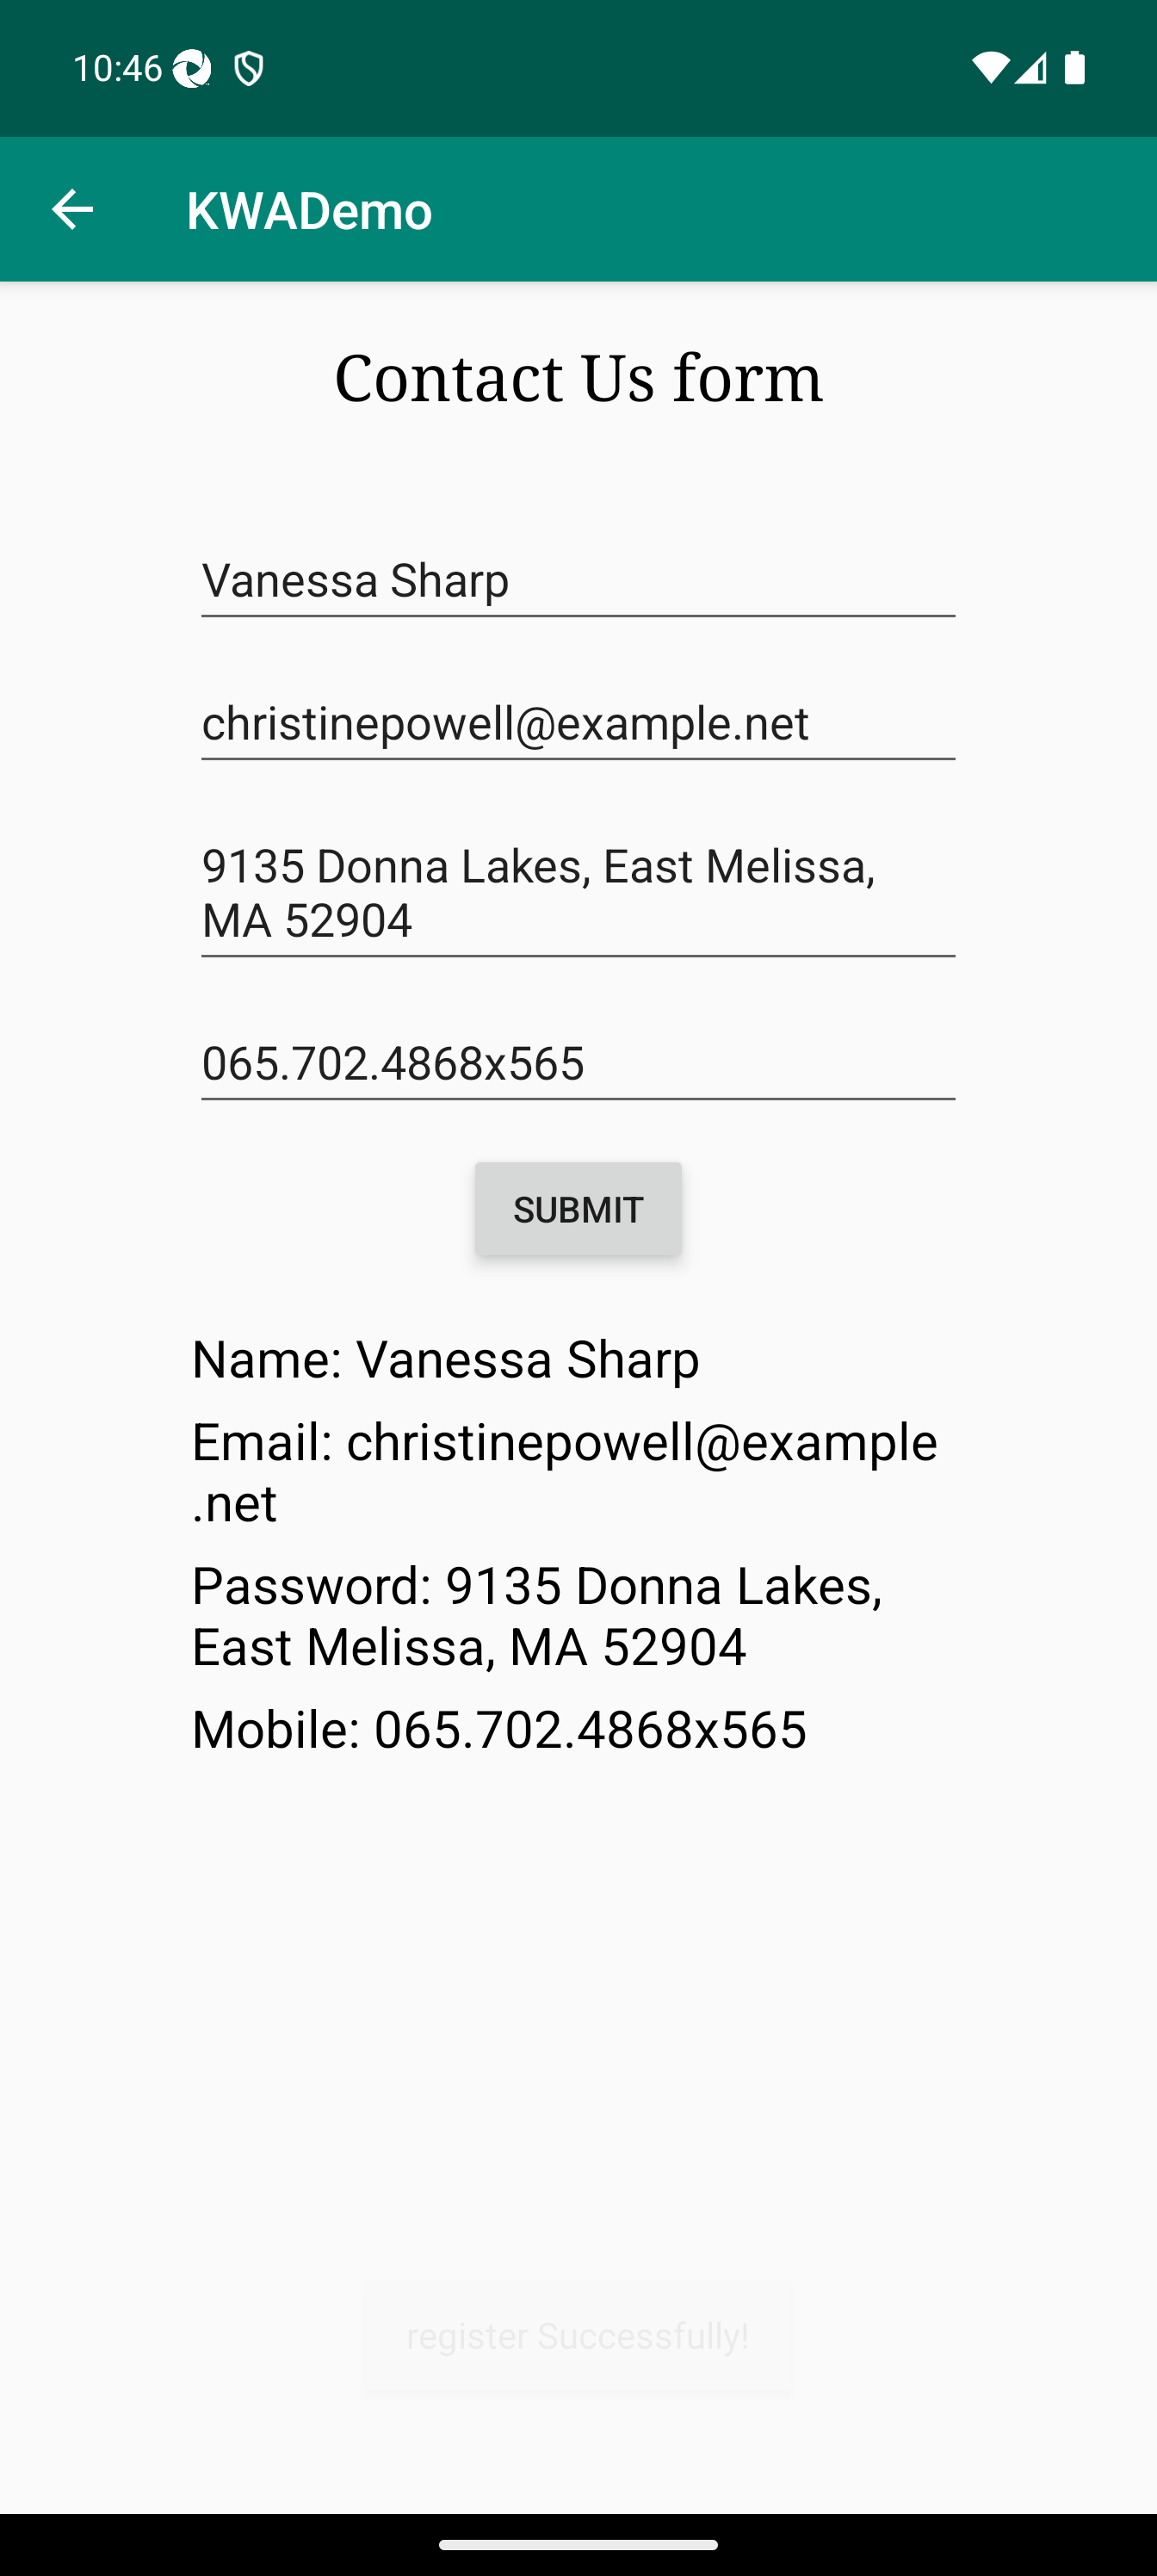 10:46
KWADemo
Contact Us form
Vanessa Sharp
christinepowell@example.net
9135 Donna Lakes, East Melissa,
MA 52904
065.702.4868x565
SUBMIT
Name: Vanessa Sharp
Email: christinepowell@example
.net
Password: 9135 Donna Lakes,
East Melissa, MA 52904
Mobile: 065.702.4868x565
register Successfully!